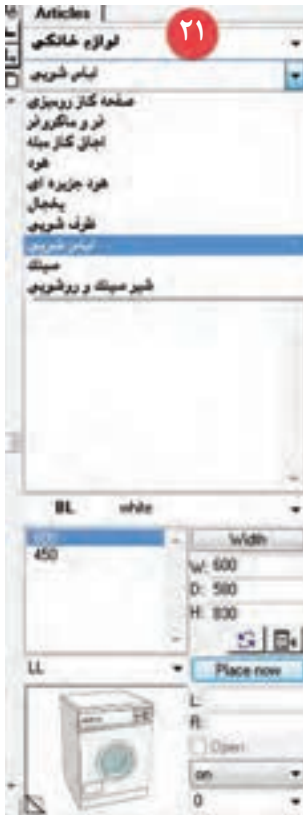 Articles
۲۱
لوازم خانگی
لباس شویی
صفحه گاز رومیزی
فر و ماکروفر
اجاق گاز مبله
هود
هود جزیره ای
یخچال
ظرف شویی
لباس شویی
سینک
شیر سینک و روشویی
BL white
600
450
Width
W: 600
D: 580
H: 830
LL
Place now
L:
R:
Open
on
0